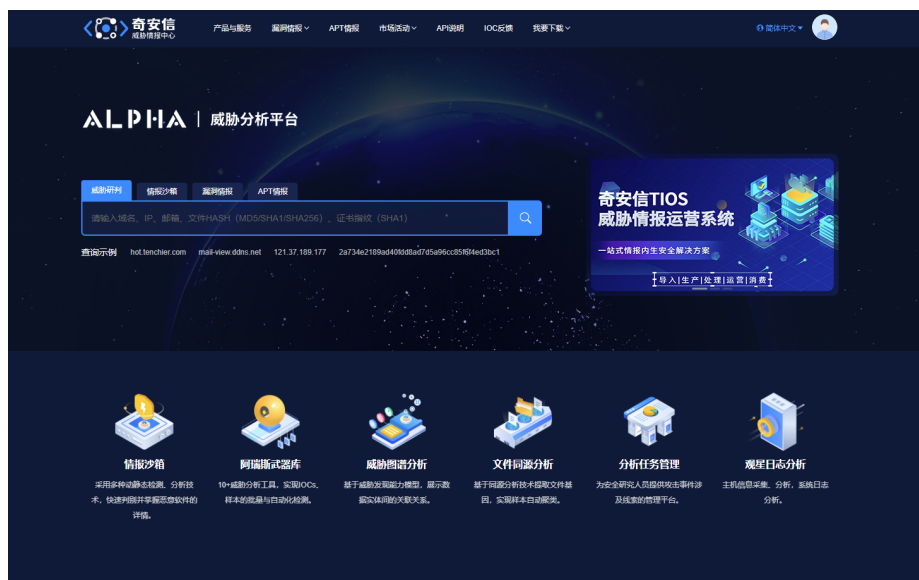 奇安信
威胁情报中心
产品与服务 漏洞情报 APT情报 市场活动 API说明 IOC反馈 我要下载 简体中文
ALPHA | 威胁分析平台
威胁研判 情报沙箱 漏洞情报 APT情报
请输入域名、IP、邮箱、文件HASH（MD5/SHA1/SHA256）、证书指纹（SHA1）
查询示例 hot.tenchier.com mail-view.ddns.net 121.37.189.177
奇安信TIOS
威胁情报运营系统
一站式情报内生安全解决方案
导入|生产|处理|运营|消费
情报沙箱
采用多种动静态检测、分析技
术，快速判别并掌握恶意软件的
详情。
阿瑞斯武器库
10+威胁分析工具，实现IOCs、
样本的批量与自动化检测。
威胁图谱分析
基于威胁发现能力模型，展示数
据实体间的关联关系。
文件同源分析
基于同源分析技术提取文件基
因，实现样本自动聚类。
分析任务管理
为安全研究人员提供攻击事件涉
及线索的管理平台。
观星日志分析
主机信息采集、分析，系统日志
分析。